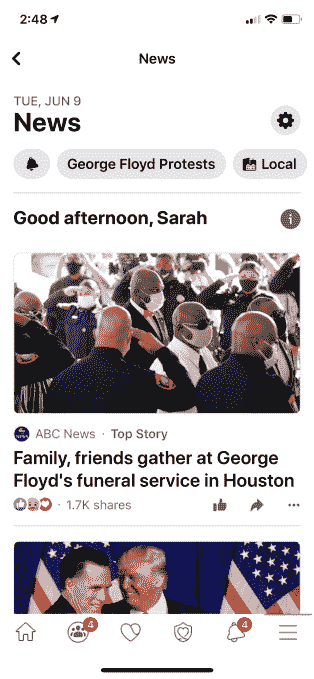 2:48
News
TUE, JUN 9
News
George Floyd Protests
Local
Good afternoon, Sarah
ABC News · Top Story
Family, friends gather at George
Floyd's funeral service in Houston
· 1.7K shares
4
4